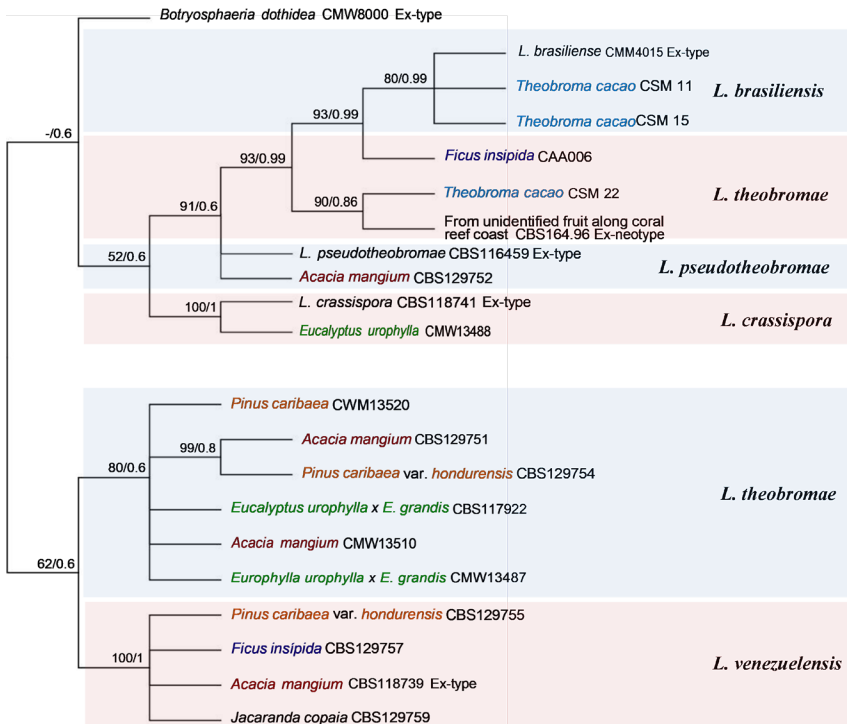 Botryosphaeria dothidea CMW8000 Ex-type
L. brasiliense CMM4015 Ex-type
80/0.99
Theobroma cacao CSM 11
L. brasiliensis
Theobroma cacaoCSM 15
93/0.99
-/0.6
Ficus insipida CAA006
93/0.99
Theobroma cacao CSM 22
L. theobromae
90/0.86
91/0.6
From unidentified fruit along coral
reef coast CBS164.96 Ex-neotype
L. pseudotheobromae CBS116459 Ex-type
52/0.6
L. pseudotheobromae
Acacia mangium CBS129752
L. crassispora CBS118741 Ex-type
100/1
L. crassispora
Eucalyptus urophylla CMW13488
Pinus caribaea CWM13520
Acacia mangium CBS129751
99/0.8
80/0.6
Pinus caribaea var. hondurensis CBS129754
L. theobromae
Eucalyptus urophylla x E. grandis CBS117922
Acacia mangium CMW13510
62/0.6
Europhylla urophylla x E. grandis CMW13487
Pinus caribaea var. hondurensis CBS129755
Ficus insípida CBS129757
100/1
L. venezuelensis
Acacia mangium CBS118739 Ex-type
Jacaranda copaia CBS129759